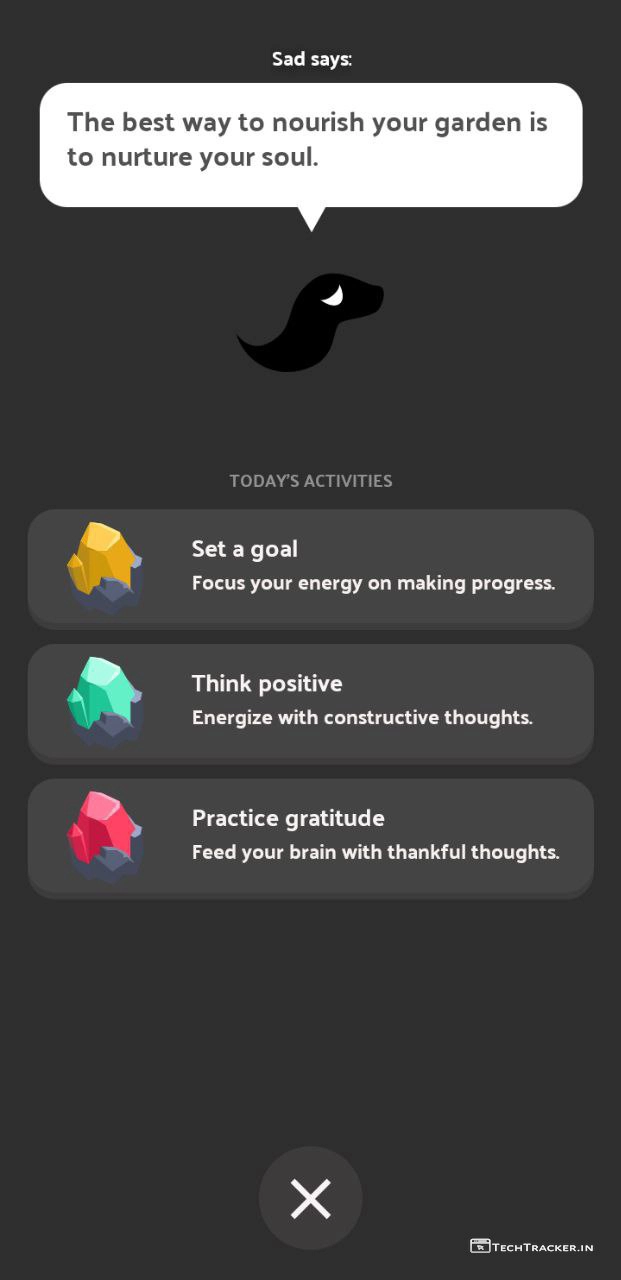 Sad says:
The best way to nourish your garden is
to nurture your soul.
TODAY'S ACTIVITIES
Set a goal
Focus your energy on making progress.
Think positive
Energize with constructive thoughts.
Practice gratitude
Feed your brain with thankful thoughts.
TECHTRACKER.IN